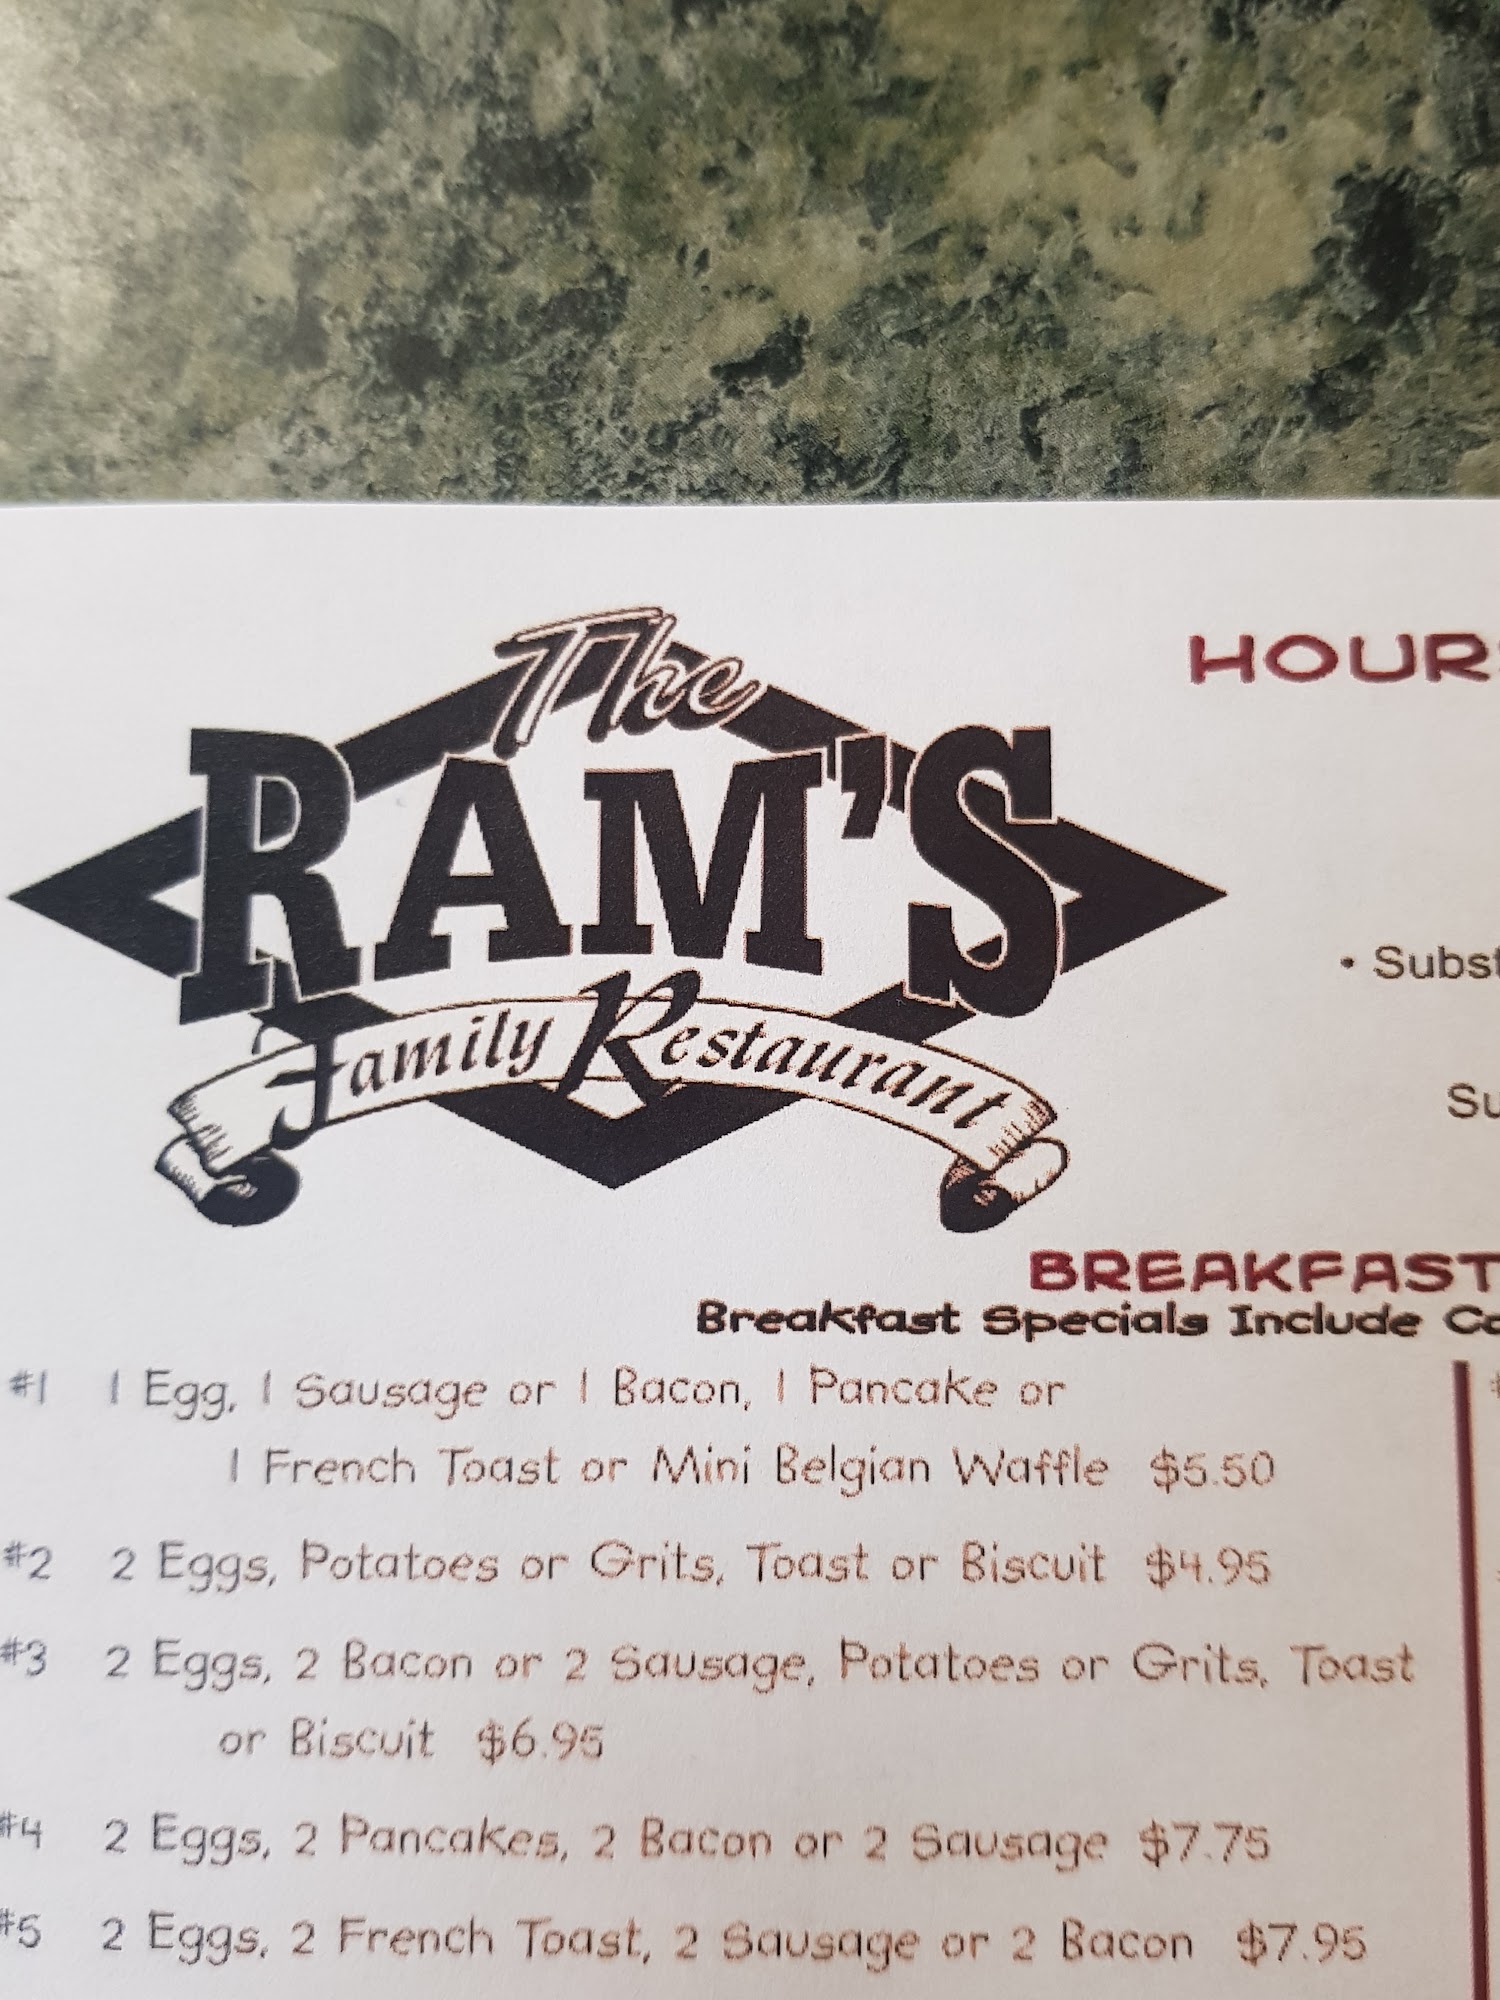 The
RAM'S
Family Restaurant
HOURS
• Subst
Su
BREAKFAST
Breakfast Specials Include Co
#1 1 Egg, 1 Sausage or 1 Bacon, 1 Pancake or
1 French Toast or Mini Belgian Waffle $5.50
#2 2 Eggs, Potatoes or Grits, Toast or Biscuit $4.95
#3 2 Eggs, 2 Bacon or 2 Sausage, Potatoes or Grits, Toast
or Biscuit $6.95
#4 2 Eggs, 2 Pancakes, 2 Bacon or 2 Sausage $7.75
#5 2 Eggs, 2 French Toast, 2 Sausage or 2 Bacon $7.95